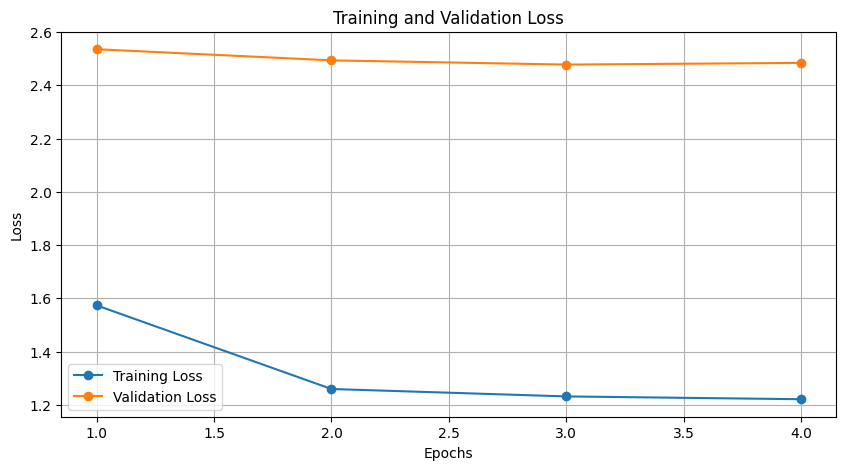 Training and Validation Loss
2.6
2.4
2.2
2.0
1.8
1.6
1.4
1.2
Loss
Training Loss
Validation Loss
1.0 1.5 2.0 2.5 3.0 3.5 4.0
Epochs